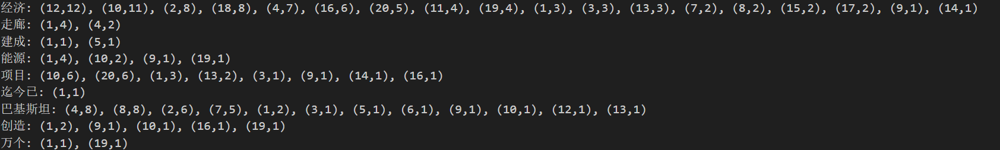 经济: (12,12), (10,11), (2,8), (18,8), (4,7), (16,6), (20,5), (11,4), (19,4), (1,3), (3,3), (13,3), (7,2), (8,2), (15,2), (17,2), (9,1), (14,1)
走廊: (1,4), (4,2)
建成: (1,1), (5,1)
能源: (1,4), (10,2), (9,1), (19,1)
项目: (10,6), (20,6), (1,3), (13,2), (3,1), (9,1), (14,1), (16,1)
迄今已: (1,1)
巴基斯坦: (4,8), (8,8), (2,6), (7,5), (1,2), (3,1), (5,1), (6,1), (9,1), (10,1), (12,1), (13,1)
创造: (1,2), (9,1), (10,1), (16,1), (19,1)
万个: (1,1), (19,1)